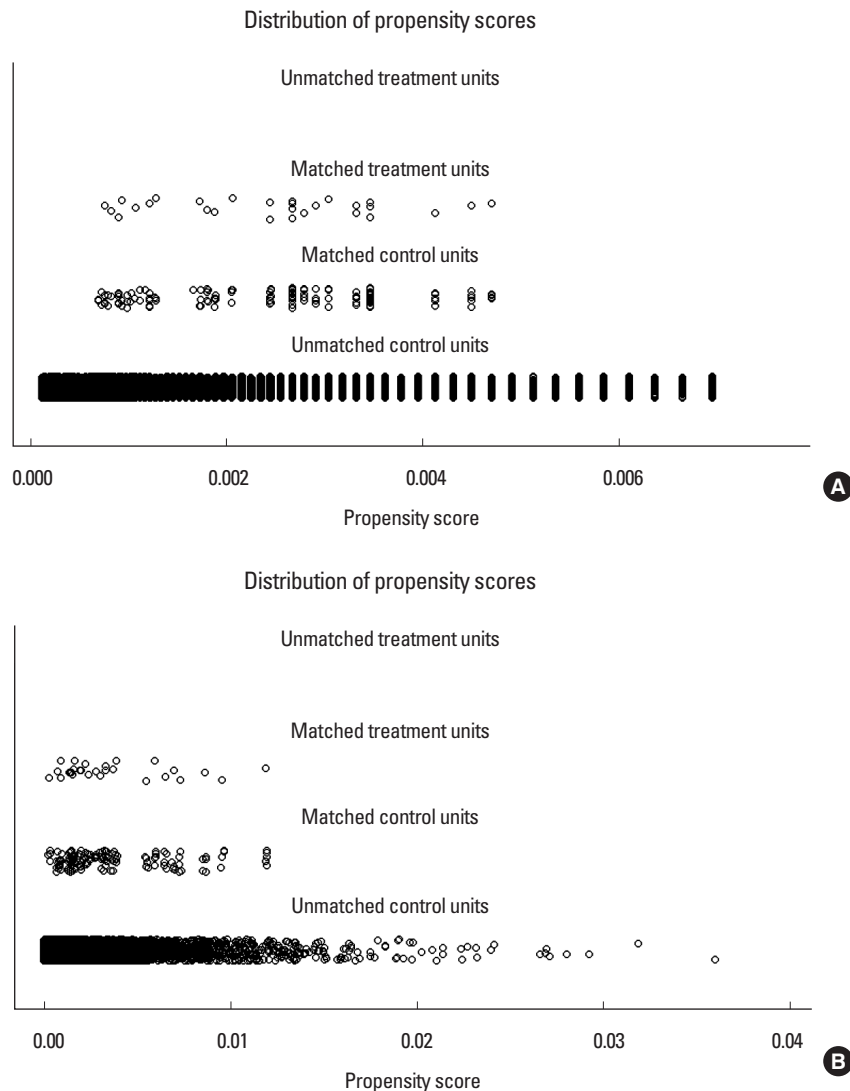 Distribution of propensity scores
Unmatched treatment units
Matched treatment units
Matched control units
Unmatched control units
0.000 0.002 0.004 0.006
A
Propensity score
Distribution of propensity scores
Unmatched treatment units
Matched treatment units
Matched control units
Unmatched control units
0.00 0.01 0.02 0.03 0.04
B
Propensity score